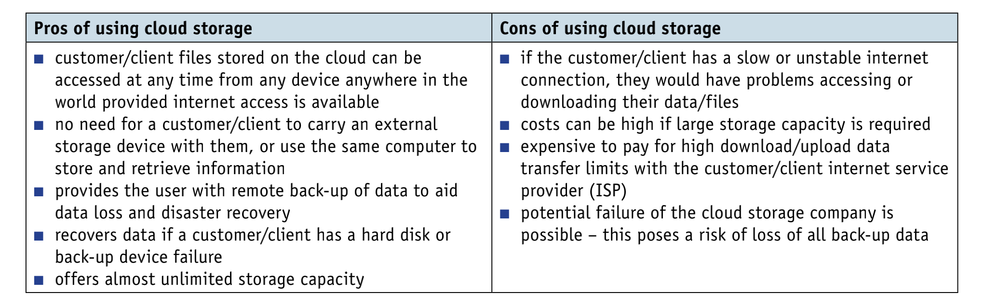 Pros of using cloud storage
■ customer/client files stored on the cloud can be
accessed at any time from any device anywhere in the
world provided internet access is available
■ no need for a customer/client to carry an external
storage device with them, or use the same computer to
store and retrieve information
■ provides the user with remote back-up of data to aid
data loss and disaster recovery
■ recovers data if a customer/client has a hard disk or
back-up device failure
■ offers almost unlimited storage capacity
Cons of using cloud storage
■ if the customer/client has a slow or unstable internet
connection, they would have problems accessing or
downloading their data/files
■ costs can be high if large storage capacity is required
■ expensive to pay for high download/upload data
transfer limits with the customer/client internet service
provider (ISP)
■ potential failure of the cloud storage company is
possible – this poses a risk of loss of all back-up data